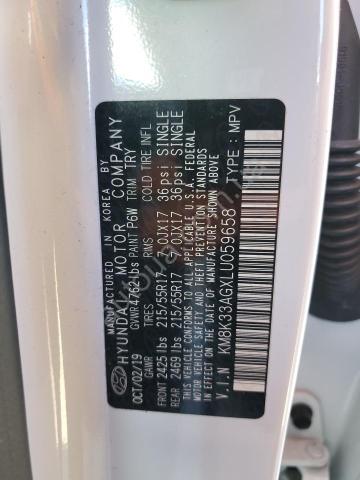 MANUFACTURED IN KOREA BY
HYUNDAI MOTOR COMPANY
OCT/02/19 GVWR 4762 lbs PAINT P6W TRIM TRY
GAWR RMS COLD TIRE INFL
FRONT 2425 lbs 215/55R17 7.0JX17 36psi SINGLE
REAR 2469 lbs 215/55R17 7.0JX17 36psi SINGLE
THIS VEHICLE CONFORMS TO ALL APPLICABLE U.S.A. FEDERAL
MOTOR VEHICLE SAFETY AND THEFT PREVENTION STANDARDS
IN EFFECT ON THE DATE OF MANUFACTURE SHOWN ABOVE.
V.I.N KM8K33AGXLU059658 TYPE : MPV